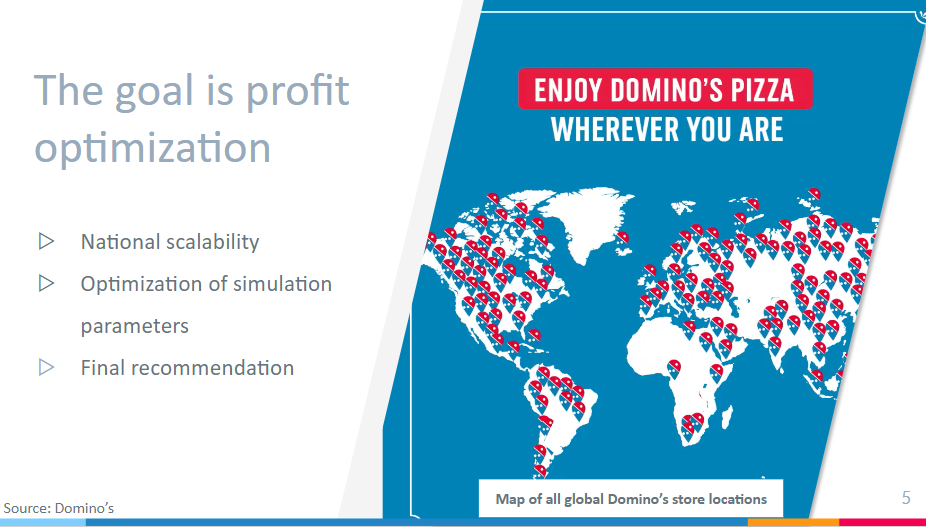 The goal is profit
optimization
National scalability
Optimization of simulation
parameters
Final recommendation
ENJOY DOMINO'S PIZZA
WHEREVER YOU ARE
Map of all global Domino's store locations
Source: Domino's
5